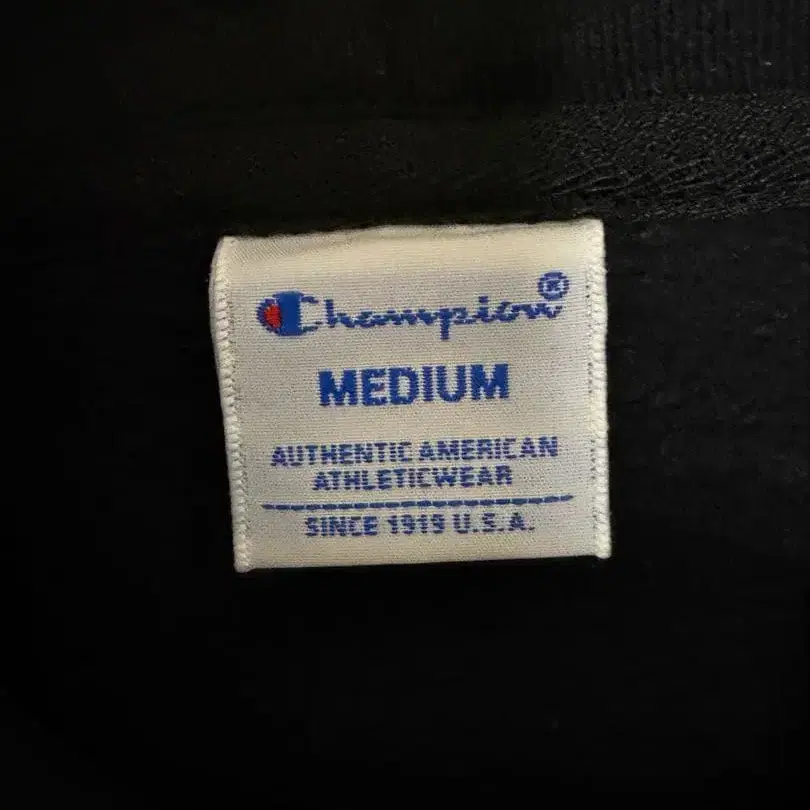 Champion®
MEDIUM
AUTHENTIC AMERICAN
ATHLETICWEAR
SINCE 1919 U.S.A.